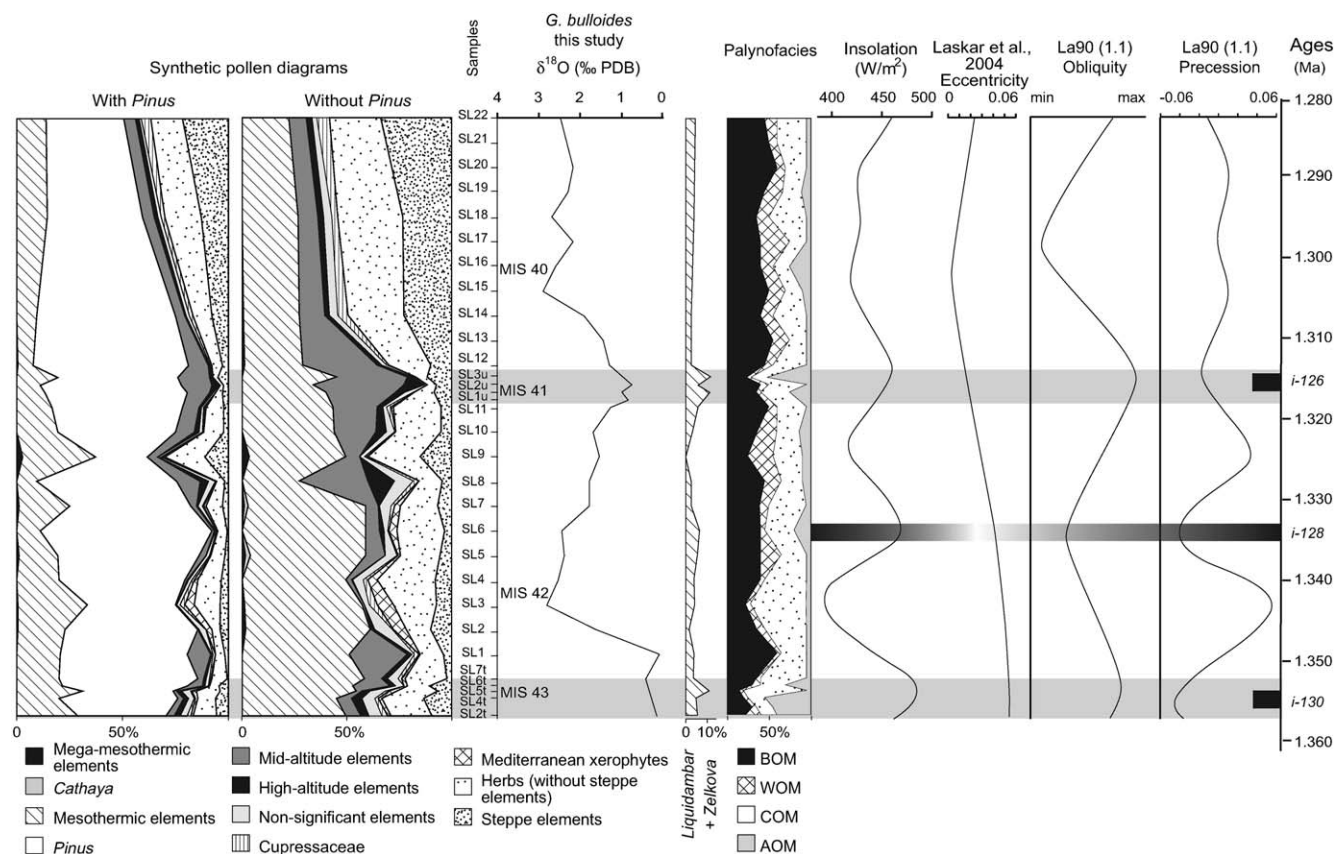 Synthetic pollen diagrams
With Pinus
Without Pinus
Samples
G. bulloides
this study
δ18O (‰ PDB)
4 3 2 1 0
Palynofacies
Insolation
(W/m2)
400 450 500
Laskar et al.,
2004
Eccentricity
0 0.06
La90 (1.1)
Obliquity
min max
La90 (1.1)
Precession
-0.06 0.06
Ages
(Ma)
SL22
SL21
SL20
SL19
SL18
SL17
SL16
SL15
SL14
SL13
SL12
SL3u
SL2u
SL1u
SL11
SL10
SL9
SL8
SL7
SL6
SL5
SL4
SL3
SL2
SL1
SL7t
SL6t
SL5t
SL4t
SL2t
MIS 40
MIS 41
MIS 42
MIS 43
1.280
1.290
1.300
1.310
i-126
1.320
1.330
i-128
1.340
1.350
i-130
1.360
50%
50%
0 10%
50%
Mega-mesothermic
elements
Cathaya
Mesothermic elements
Pinus
Mid-altitude elements
High-altitude elements
Non-significant elements
Cupressaceae
Mediterranean xerophytes
Herbs (without steppe
elements)
Steppe elements
Liquidambar
+ Zelkova
BOM
WOM
COM
AOM